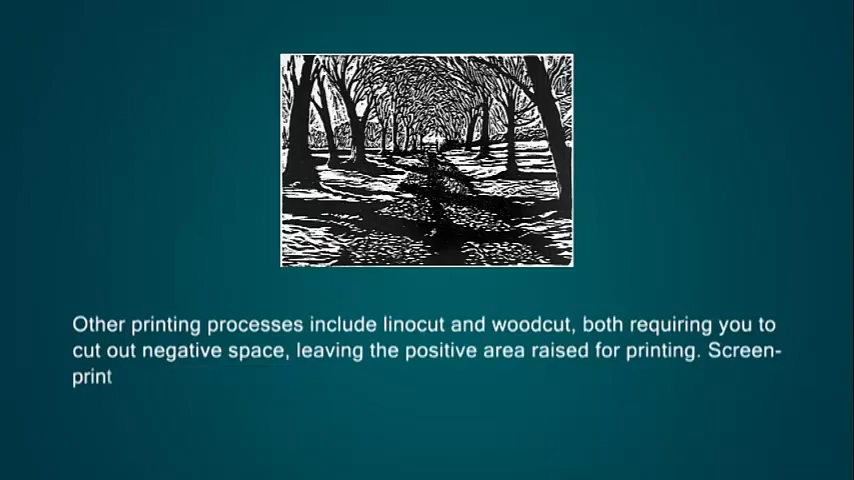 Other printing processes include linocut and woodcut, both requiring you to
cut out negative space, leaving the positive area raised for printing. Screen-
print